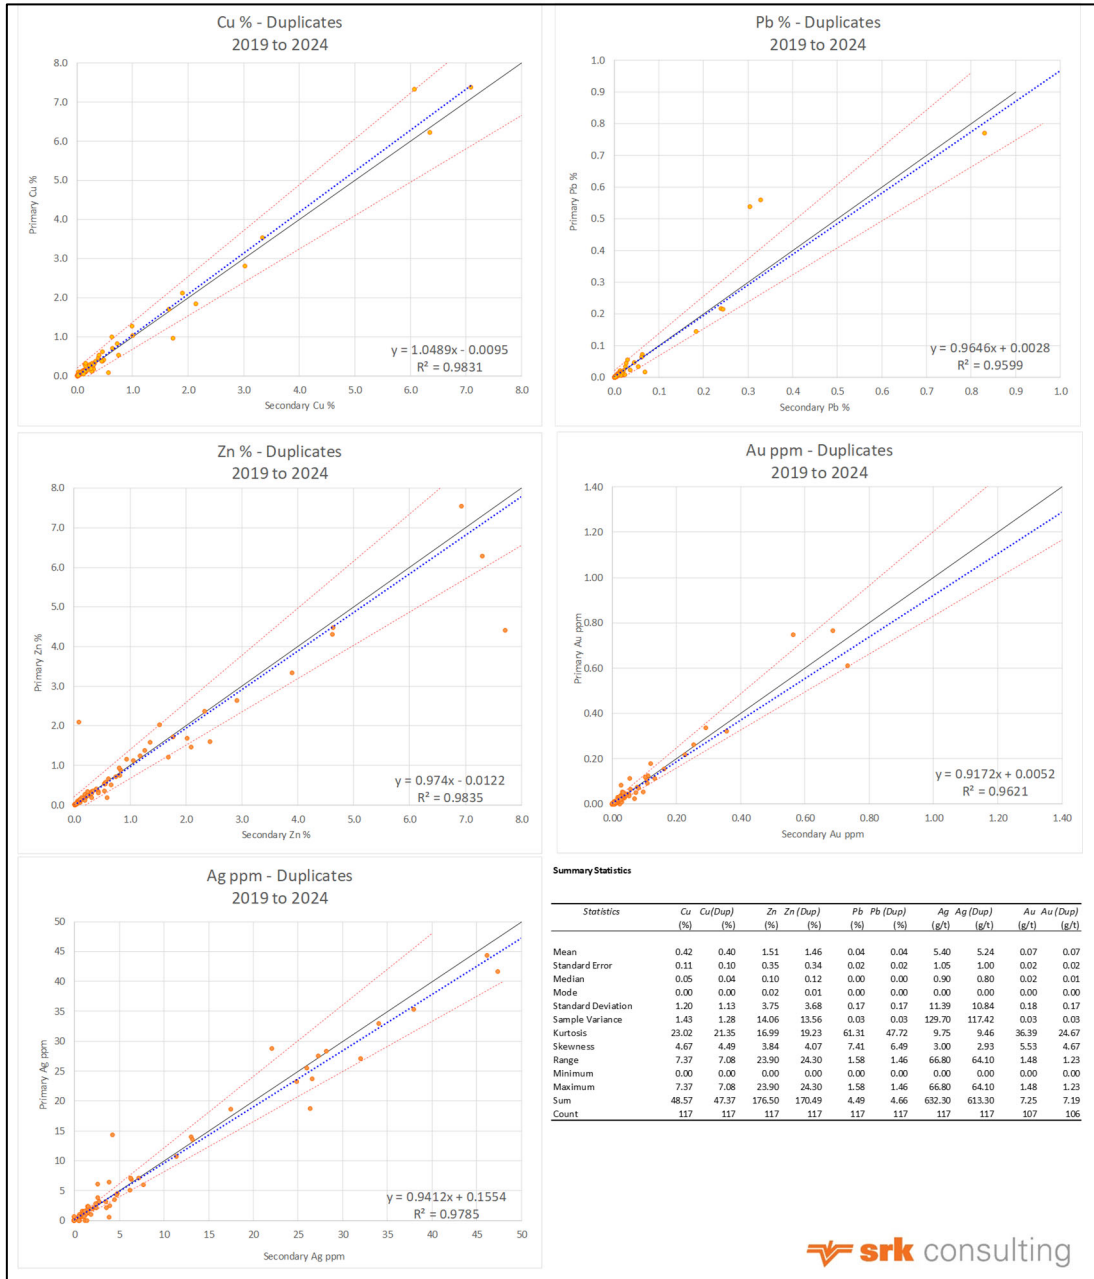 Cu % - Duplicates
2019 to 2024
8.0
7.0
6.0
5.0
4.0
3.0
2.0
1.0
0.0
Primary Cu %
y = 1.0489x - 0.0095
R² = 0.9831
0.0 1.0 2.0 3.0 4.0 5.0 6.0 7.0 8.0
Secondary Cu %
Pb % - Duplicates
2019 to 2024
1.0
0.9
0.8
0.7
0.6
0.5
0.4
0.3
0.2
0.1
0.0
Primary Pb %
y = 0.9646x + 0.0028
R² = 0.9599
0.0 0.1 0.2 0.3 0.4 0.5 0.6 0.7 0.8 0.9 1.0
Secondary Pb %
Zn % - Duplicates
2019 to 2024
8.0
7.0
6.0
5.0
4.0
3.0
2.0
1.0
0.0
Primary Zn %
y = 0.974x - 0.0122
R² = 0.9835
0.0 1.0 2.0 3.0 4.0 5.0 6.0 7.0 8.0
Secondary Zn %
Au ppm - Duplicates
2019 to 2024
1.40
1.20
1.00
0.80
0.60
0.40
0.20
0.00
Primary Au ppm
y = 0.9172x + 0.0052
R² = 0.9621
0.00 0.20 0.40 0.60 0.80 1.00 1.20 1.40
Secondary Au ppm
Ag ppm - Duplicates
2019 to 2024
50
45
40
35
30
25
20
15
10
5
0
Primary Ag ppm
y = 0.9412x + 0.1554
R² = 0.9785
0 5 10 15 20 25 30 35 40 45 50
Secondary Ag ppm
Summary Statistics
Statistics Cu Cu(Dup) Zn Zn (Dup) Pb Pb (Dup) Ag Ag (Dup) Au Au (Dup)
(%) (%) (%) (%) (%) (%) (g/t) (g/t) (g/t) (g/t)
Mean 0.42 0.40 1.51 1.46 0.04 0.04 5.40 5.24 0.07 0.07
Standard Error 0.11 0.10 0.35 0.34 0.02 0.02 1.05 1.00 0.02 0.02
Median 0.05 0.04 0.10 0.12 0.00 0.00 0.90 0.80 0.02 0.01
Mode 0.00 0.00 0.02 0.01 0.00 0.00 0.00 0.00 0.00 0.00
Standard Deviation 1.20 1.13 3.75 3.68 0.17 0.17 11.39 10.84 0.18 0.17
Sample Variance 1.43 1.28 14.06 13.56 0.03 0.03 129.70 117.42 0.03 0.03
Kurtosis 23.02 21.35 16.99 19.23 61.31 47.72 9.75 9.46 36.39 24.67
Skewness 4.67 4.49 3.84 4.07 7.41 6.49 3.00 2.93 5.53 4.67
Range 7.37 7.08 23.90 24.30 1.58 1.46 66.80 64.10 1.48 1.23
Minimum 0.00 0.00 0.00 0.00 0.00 0.00 0.00 0.00 0.00 0.00
Maximum 7.37 7.08 23.90 24.30 1.58 1.46 66.80 64.10 1.48 1.23
Sum 48.57 47.37 176.50 170.49 4.49 4.66 632.30 613.30 7.25 7.19
Count 117 117 117 117 117 117 117 117 107 106
srk consulting